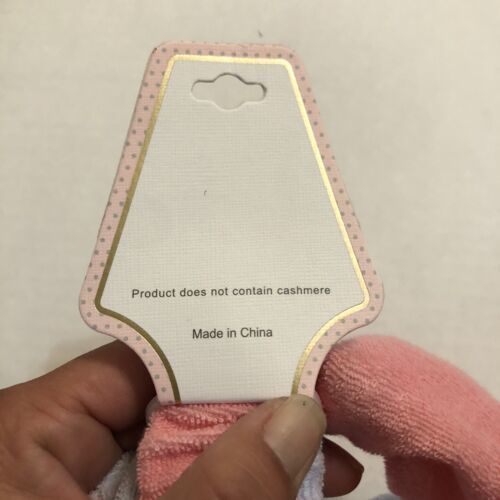 Product does not contain cashmere
Made in China